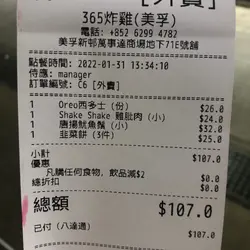 [外賣]
365炸雞(美孚)
電話: +852 6299 4782
美孚新邨萬事達商場地下71E號舖
點餐時間: 2022-01-31 13:34:10
侍應: manager
訂單編號: C6 [外賣]
1 Oreo西多士 (份) $26.0
1 Shake Shake 雞肶肉 (小) $24.0
1 唐揚魷魚鬚 (小) $32.0
1 韭菜餅 (3件) $25.0
小計 $107.0
優惠
凡購任何食物, 飲品減$2 $0.0
總折扣 $0.0
總額 $107.0
已付 (八達通) $107.0